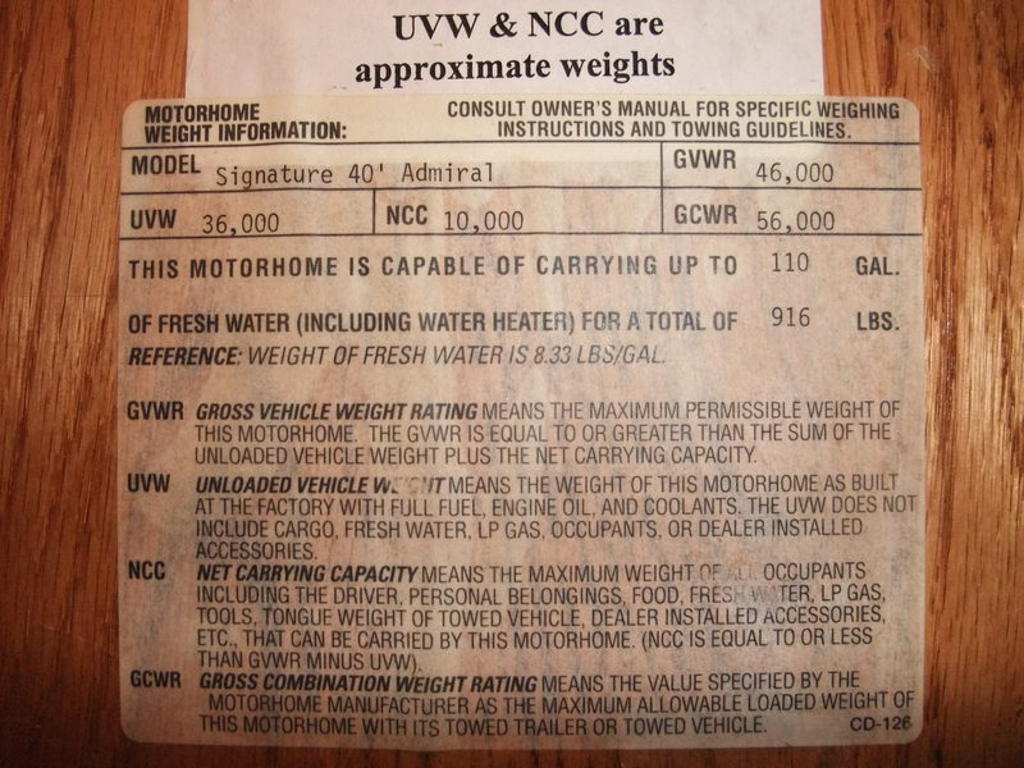 UVW & NCC are
approximate weights
MOTORHOME WEIGHT INFORMATION:
CONSULT OWNER'S MANUAL FOR SPECIFIC WEIGHING
INSTRUCTIONS AND TOWING GUIDELINES.
MODEL Signature 40' Admiral GVWR 46,000
UVW 36,000 NCC 10,000 GCWR 56,000
THIS MOTORHOME IS CAPABLE OF CARRYING UP TO 110 GAL.
OF FRESH WATER (INCLUDING WATER HEATER) FOR A TOTAL OF 916 LBS.
REFERENCE: WEIGHT OF FRESH WATER IS 8.33 LBS/GAL.
GVWR GROSS VEHICLE WEIGHT RATING MEANS THE MAXIMUM PERMISSIBLE WEIGHT OF
THIS MOTORHOME. THE GVWR IS EQUAL TO OR GREATER THAN THE SUM OF THE
UNLOADED VEHICLE WEIGHT PLUS THE NET CARRYING CAPACITY.
UVW UNLOADED VEHICLE MEANS THE WEIGHT OF THIS MOTORHOME AS BUILT
AT THE FACTORY WITH FULL FUEL, ENGINE OIL, AND COOLANTS. THE UVW DOES NOT
INCLUDE CARGO, FRESH WATER, LP GAS, OCCUPANTS, OR DEALER INSTALLED
ACCESSORIES.
NCC NET CARRYING CAPACITY MEANS THE MAXIMUM WEIGHT OF ALL OCCUPANTS
INCLUDING THE DRIVER, PERSONAL BELONGINGS, FOOD, FRESH WATER, LP GAS,
TOOLS, TONGUE WEIGHT OF TOWED VEHICLE, DEALER INSTALLED ACCESSORIES,
ETC., THAT CAN BE CARRIED BY THIS MOTORHOME. (NCC IS EQUAL TO OR LESS
THAN GVWR MINUS UVW).
GCWR GROSS COMBINATION WEIGHT RATING MEANS THE VALUE SPECIFIED BY THE
MOTORHOME MANUFACTURER AS THE MAXIMUM ALLOWABLE LOADED WEIGHT OF
THIS MOTORHOME WITH ITS TOWED TRAILER OR TOWED VEHICLE. CD-126